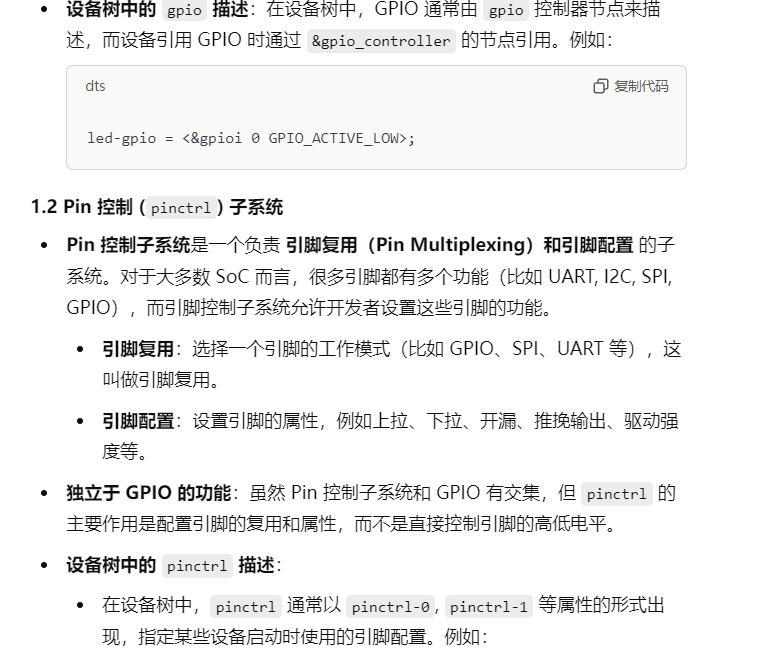 设备树中的 gpio 描述：在设备树中，GPIO 通常由 gpio 控制器节点来描
述，而设备引用 GPIO 时通过 &gpio_controller 的节点引用。例如：
dts
复制代码
led-gpio = <&gpioi 0 GPIO_ACTIVE_LOW>;
1.2 Pin 控制 (pinctrl) 子系统
Pin 控制子系统是一个负责 引脚复用（Pin Multiplexing）和引脚配置 的子
系统。对于大多数 SoC 而言，很多引脚都有多个功能（比如 UART, I2C, SPI,
GPIO），而引脚控制子系统允许开发者设置这些引脚的功能。
引脚复用：选择一个引脚的工作模式（比如 GPIO、SPI、UART 等），这
叫做引脚复用。
引脚配置：设置引脚的属性，例如上拉、下拉、开漏、推挽输出、驱动强
度等。
独立于 GPIO 的功能：虽然 Pin 控制子系统和 GPIO 有交集，但 pinctrl 的
主要作用是配置引脚的复用和属性，而不是直接控制引脚的高低电平。
设备树中的 pinctrl 描述：
在设备树中，pinctrl 通常以 pinctrl-0, pinctrl-1 等属性的形式出
现，指定某些设备启动时使用的引脚配置。例如：